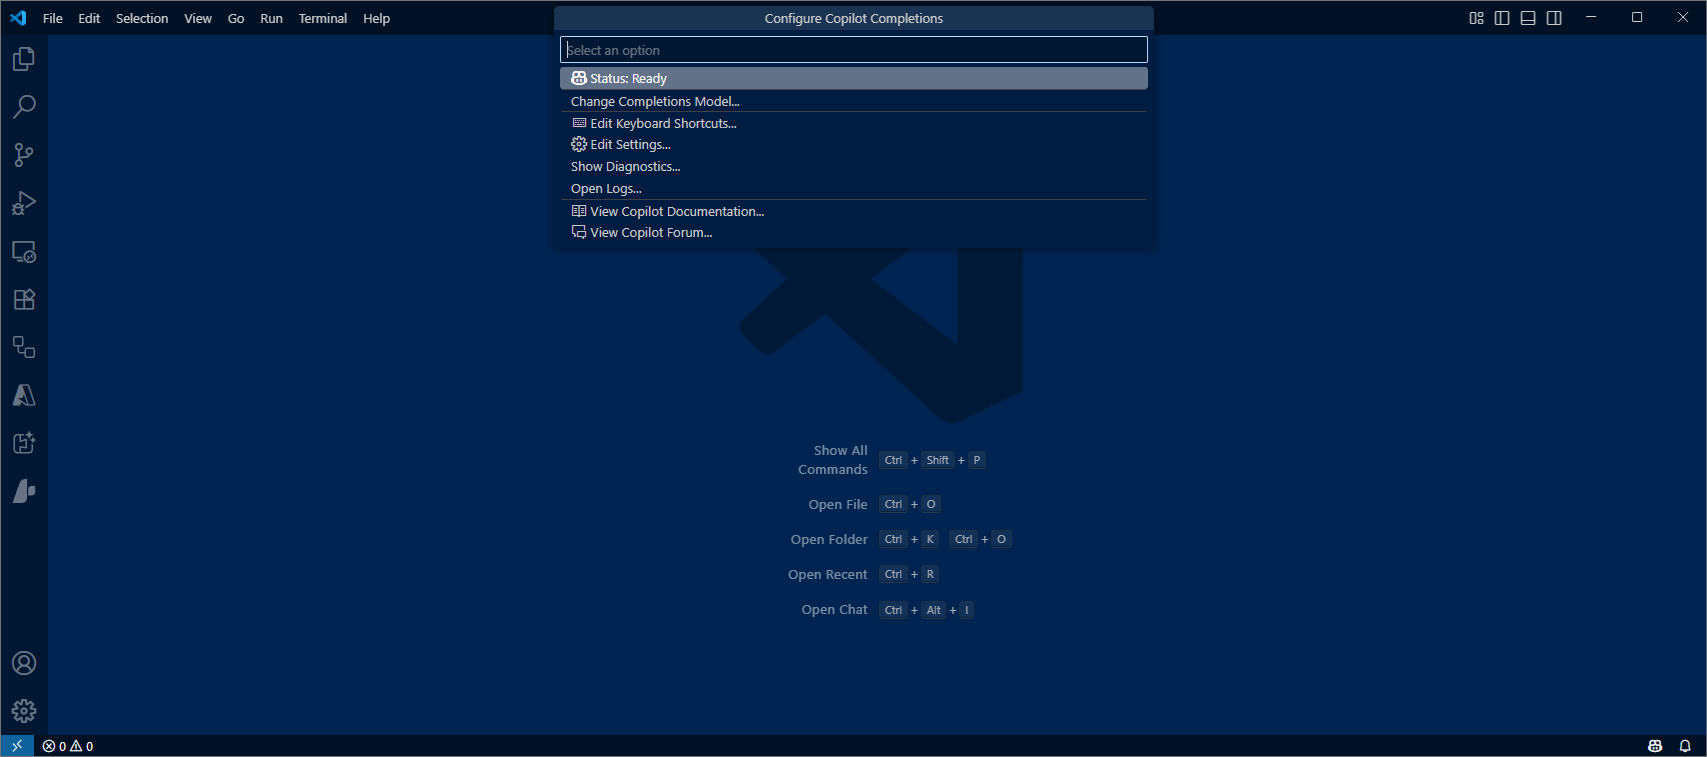 File Edit Selection View Go Run Terminal Help
Configure Copilot Completions
Select an option
Status: Ready
Change Completions Model...
Edit Keyboard Shortcuts...
Edit Settings...
Show Diagnostics...
Open Logs...
View Copilot Documentation...
View Copilot Forum...
Show All
Commands
Ctrl + Shift + P
Open File Ctrl + O
Open Folder Ctrl + K Ctrl + O
Open Recent Ctrl + R
Open Chat Ctrl + Alt + I
0 0